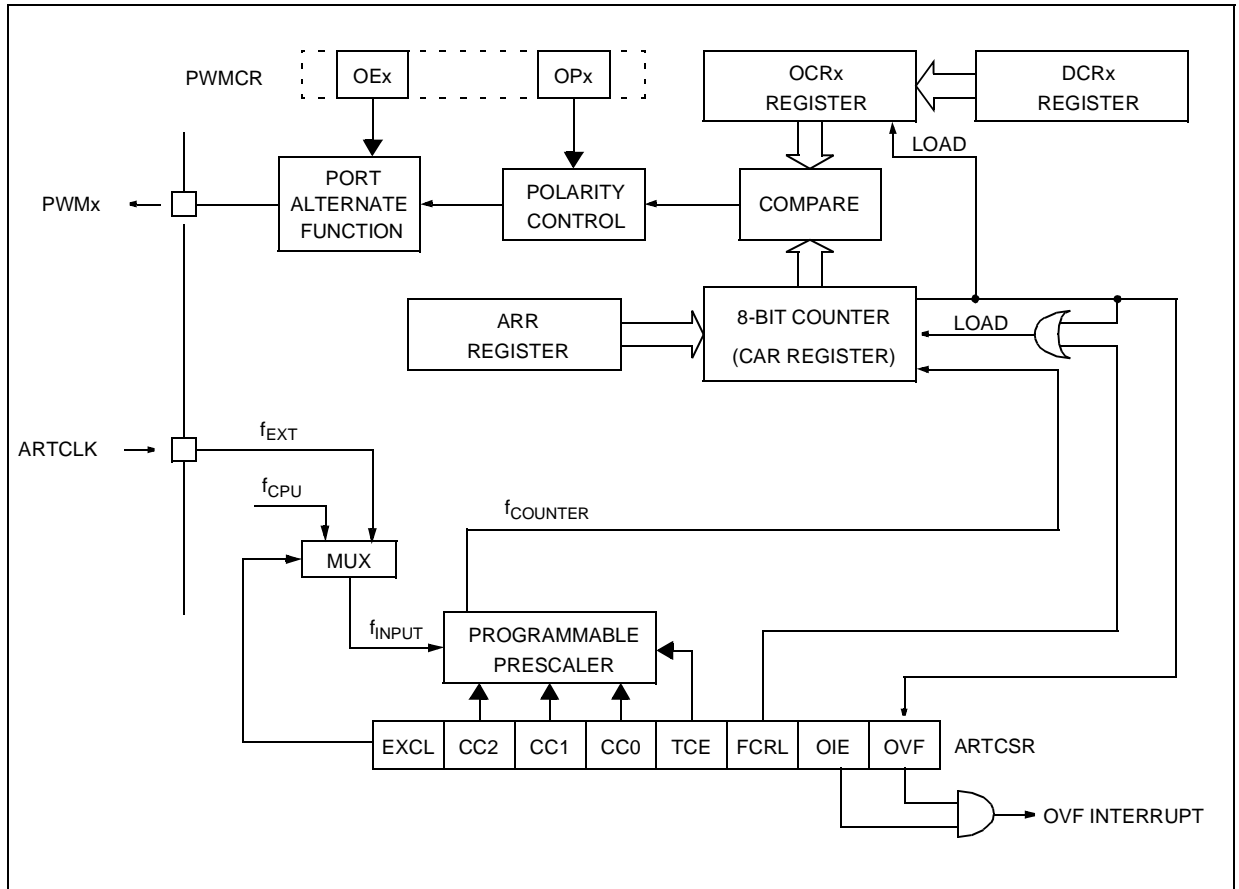 PWMCR
OEx
OPx
OCRx
REGISTER
DCRx
REGISTER
LOAD
PWMx
PORT
ALTERNATE
FUNCTION
POLARITY
CONTROL
COMPARE
ARR
REGISTER
8-BIT COUNTER
(CAR REGISTER)
LOAD
ARTCLK
fEXT
fCPU
MUX
fCOUNTER
fINPUT
PROGRAMMABLE
PRESCALER
EXCL CC2 CC1 CC0 TCE FCRL OIE OVF ARTCSR
OVF INTERRUPT